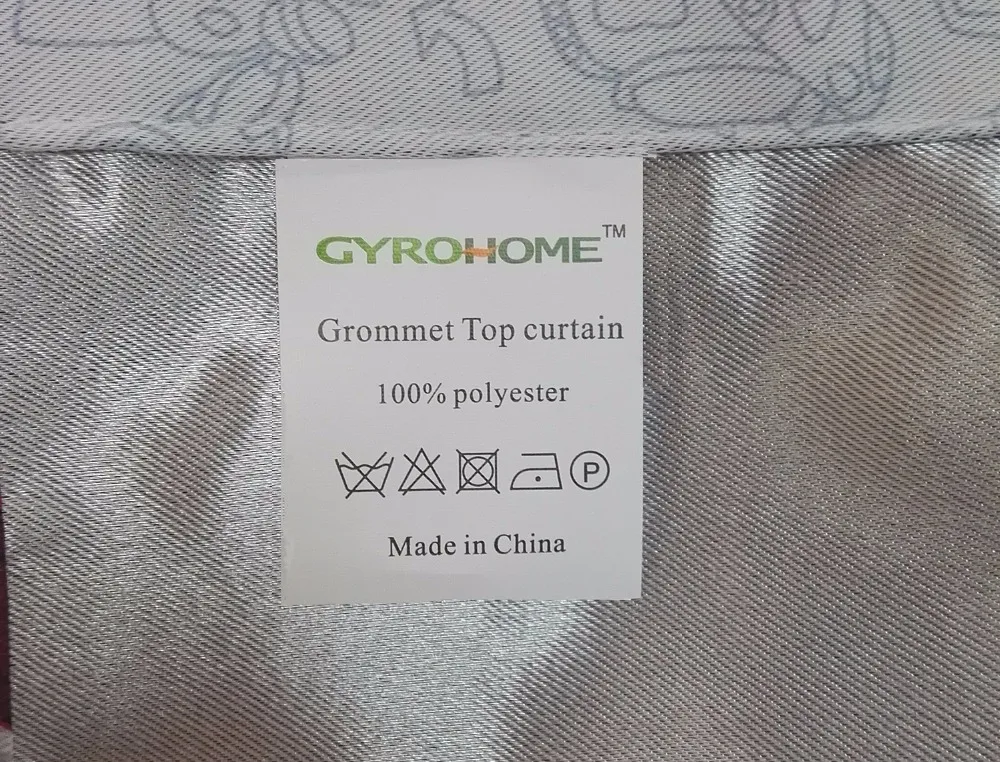 GYROHOME™
Grommet Top curtain
100% polyester
P
Made in China